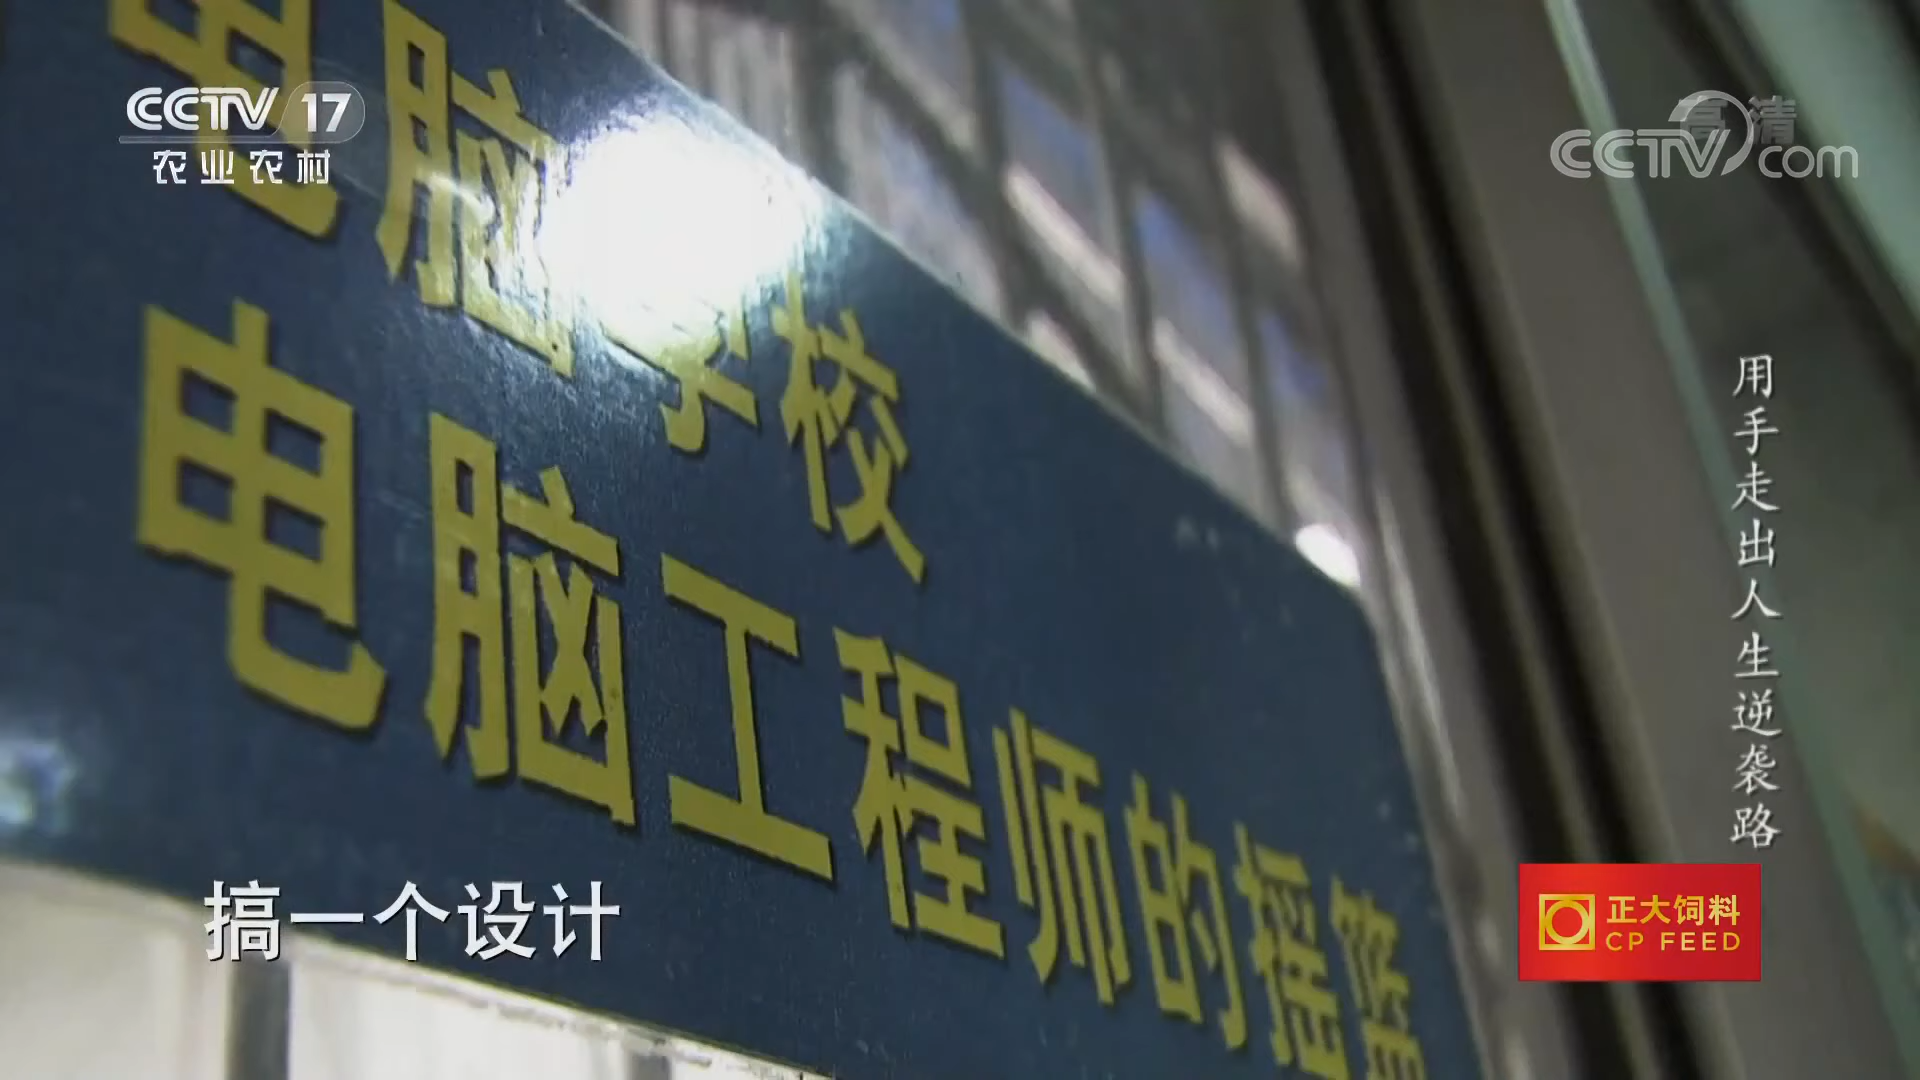 CCTV 17
农业农村
高清
CCTV com
电脑学校
电脑工程师的摇篮
用手走出人生逆袭路
搞一个设计
正大饲料
CP FEED